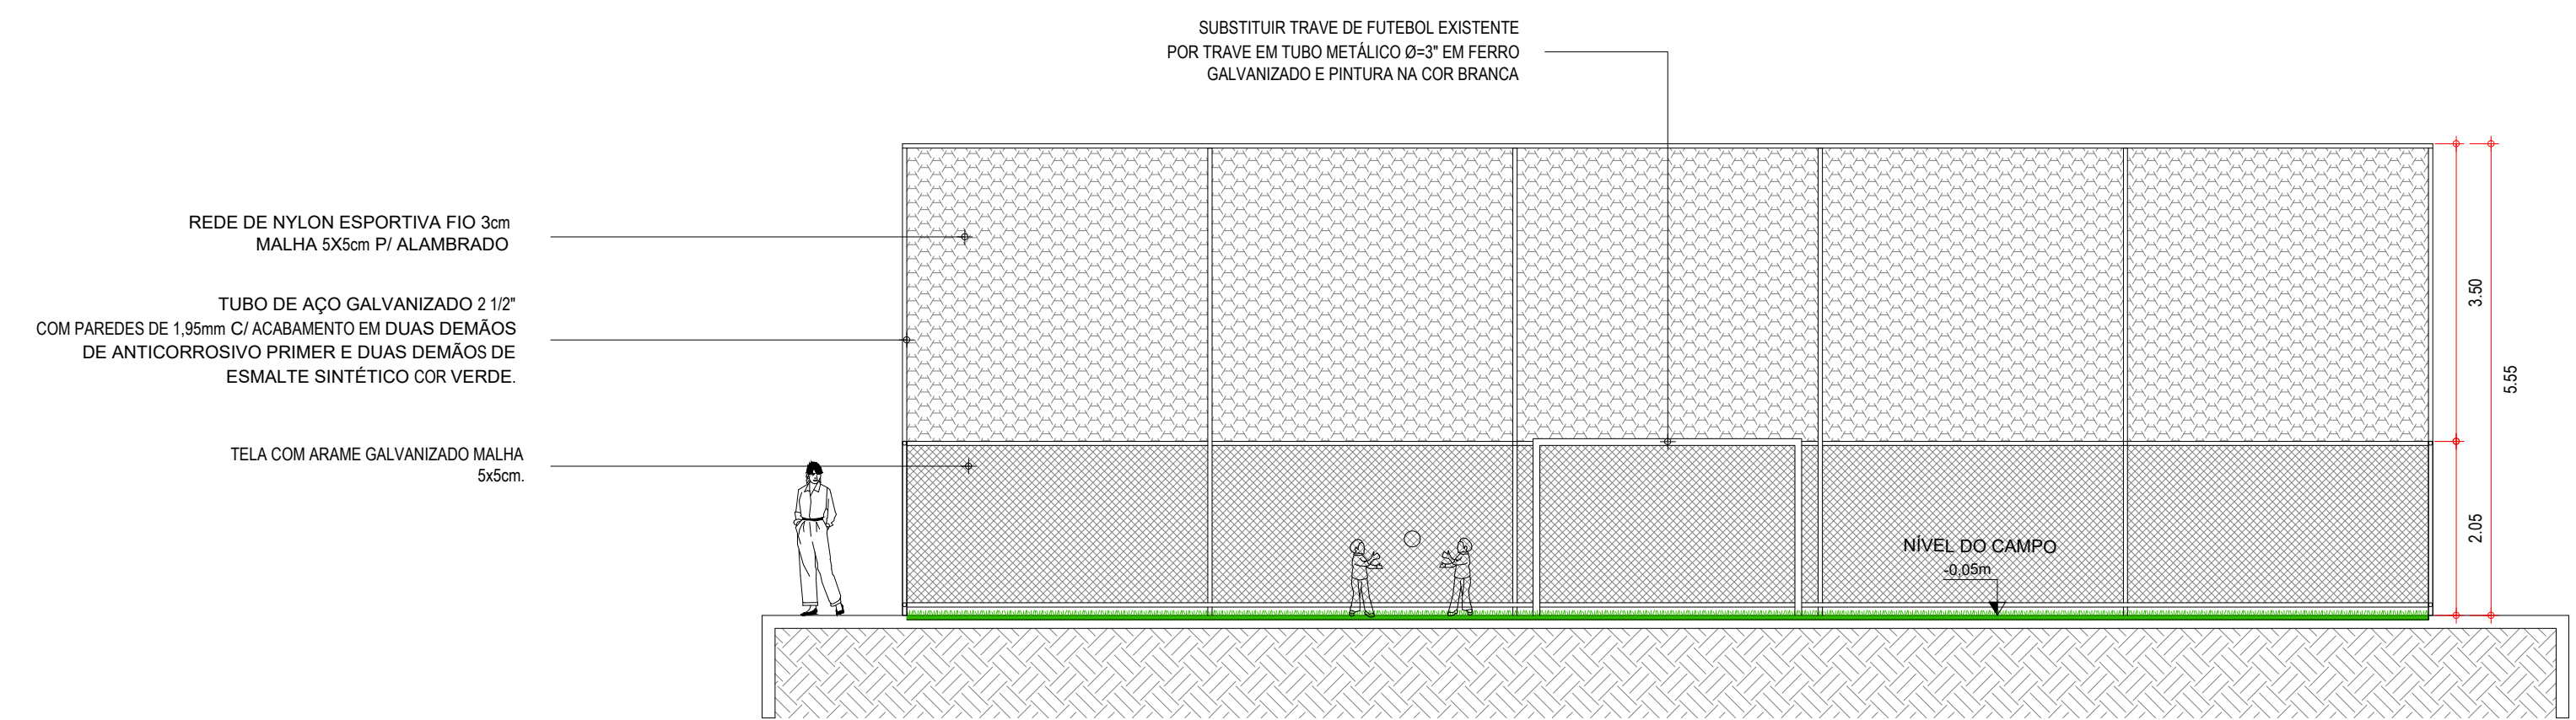 SUBSTITUIR TRAVE DE FUTEBOL EXISTENTE
POR TRAVE EM TUBO METÁLICO Ø=3" EM FERRO
GALVANIZADO E PINTURA NA COR BRANCA
REDE DE NYLON ESPORTIVA FIO 3cm
MALHA 5X5cm P/ ALAMBRADO
TUBO DE AÇO GALVANIZADO 2 1/2"
COM PAREDES DE 1,95mm C/ ACABAMENTO EM DUAS DEMÃOS
DE ANTICORROSIVO PRIMER E DUAS DEMÃOS DE
ESMALTE SINTÉTICO COR VERDE.
TELA COM ARAME GALVANIZADO MALHA
5x5cm.
NÍVEL DO CAMPO
-0,05m
3.50
5.55
2.05